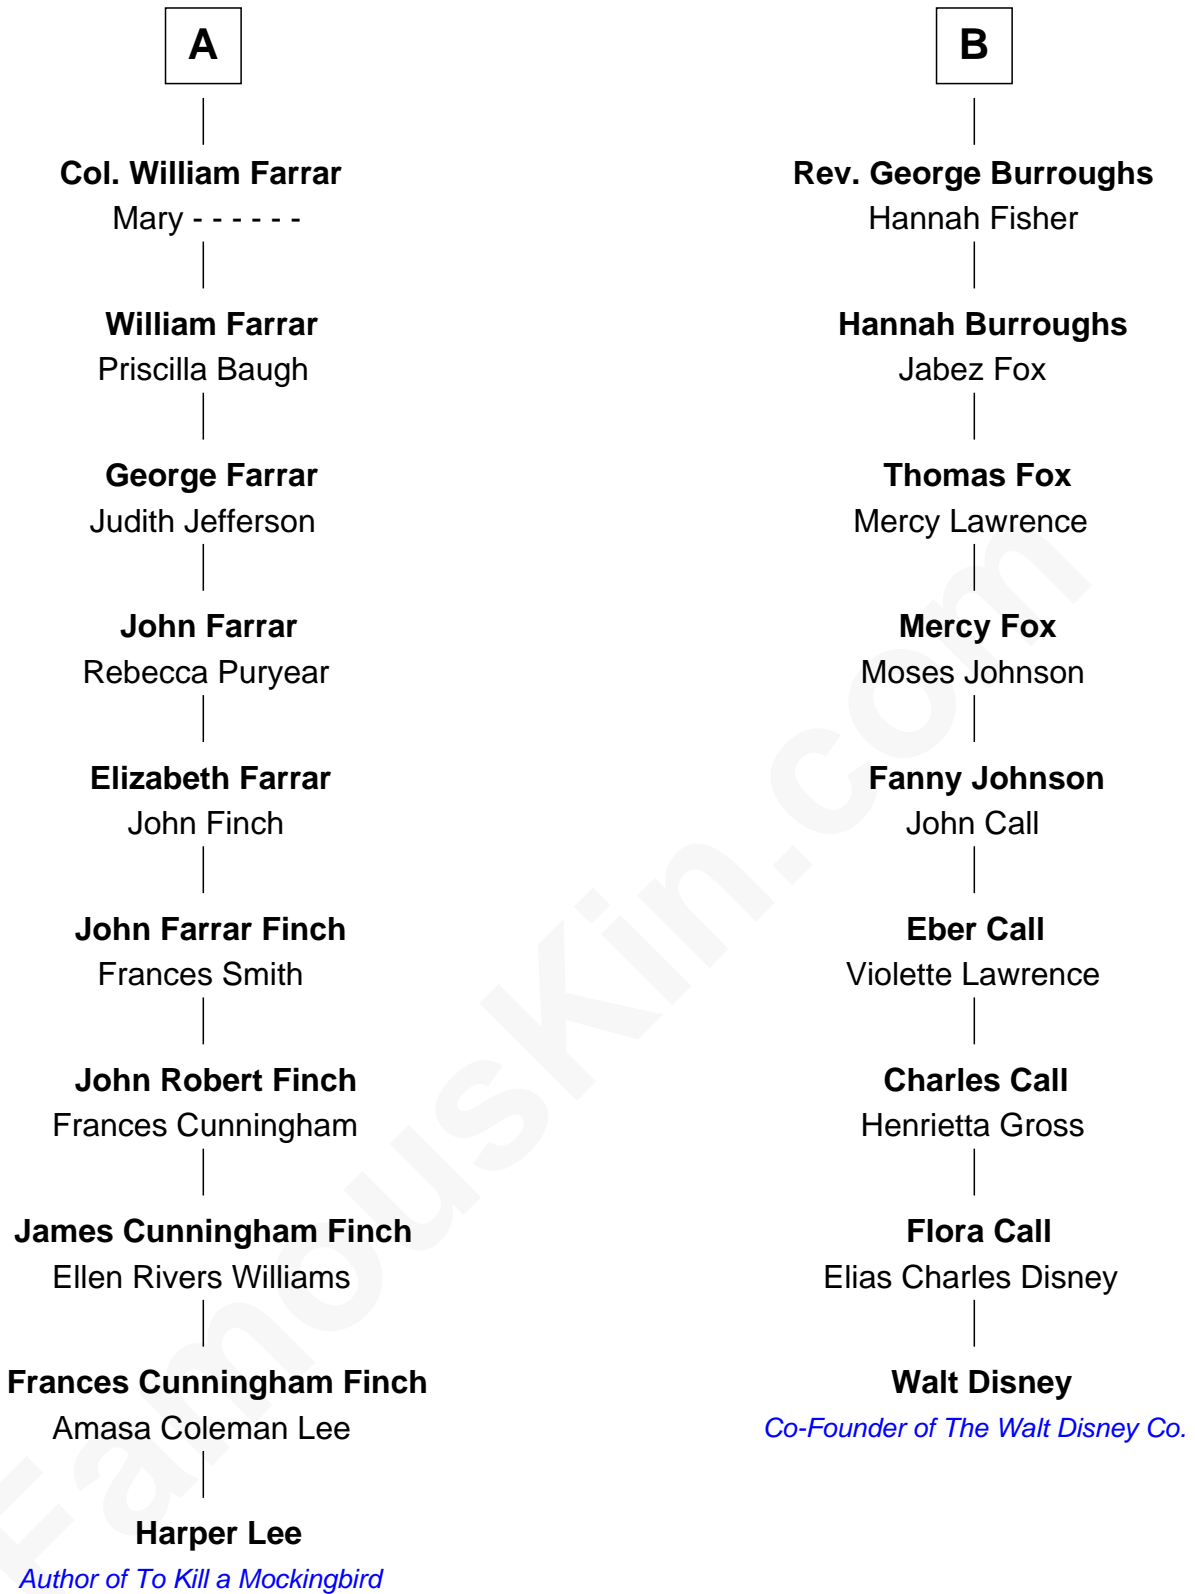 A
Col. William Farrar
Mary - - - - - -
William Farrar
Priscilla Baugh
George Farrar
Judith Jefferson
John Farrar
Rebecca Puryear
Elizabeth Farrar
John Finch
John Farrar Finch
Frances Smith
John Robert Finch
Frances Cunningham
James Cunningham Finch
Ellen Rivers Williams
Frances Cunningham Finch
Amasa Coleman Lee
Harper Lee
Author of To Kill a Mockingbird
B
Rev. George Burroughs
Hannah Fisher
Hannah Burroughs
Jabez Fox
Thomas Fox
Mercy Lawrence
Mercy Fox
Moses Johnson
Fanny Johnson
John Call
Eber Call
Violette Lawrence
Charles Call
Henrietta Gross
Flora Call
Elias Charles Disney
Walt Disney
Co-Founder of The Walt Disney Co.
FamousKin.com